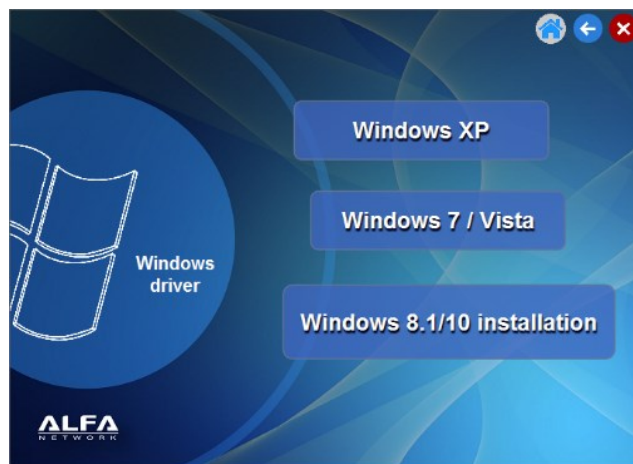 Windows XP
Windows 7 / Vista
Windows
driver
Windows 8.1/10 installation
ALFA
NETWORK